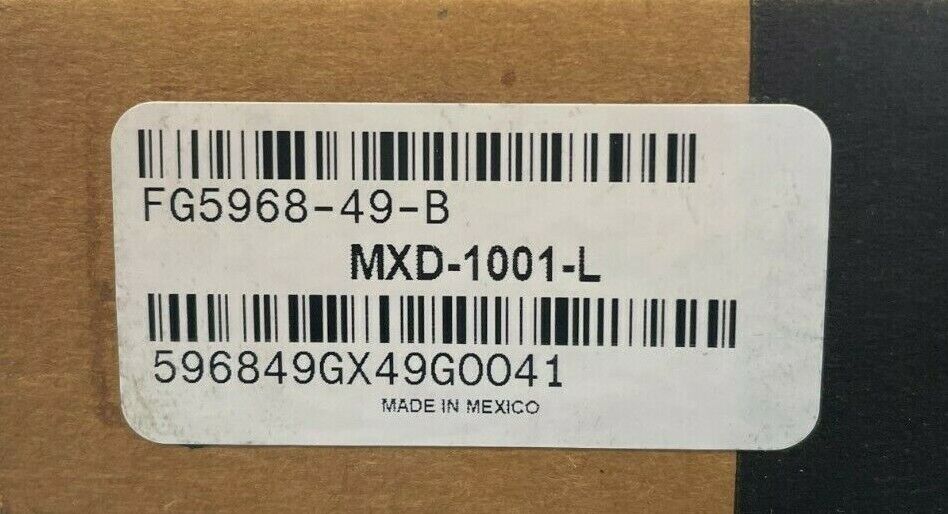 FG5968-49-B
MXD-1001-L
596849GX49G0041
MADE IN MEXICO